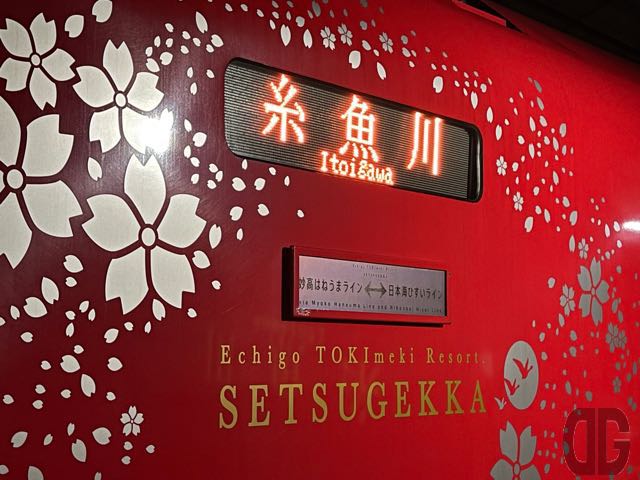 糸魚川
Itoigawa
妙高はねうまライン⟷日本海ひすいライン
Echigo TOKImeki Resort.
SETSUGEKKA